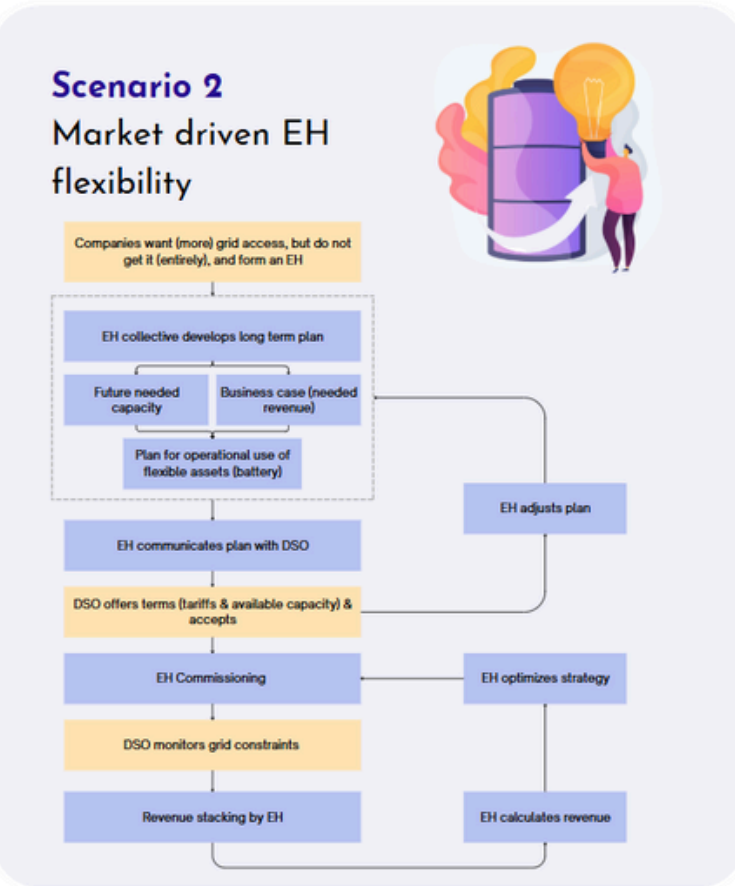 Scenario 2
Market driven EH
flexibility
Companies want (more) grid access, but do not
get it (entirely), and form an EH
EH collective develops long term plan
Future needed
capacity
Business case (needed
revenue)
Plan for operational use of
flexible assets (battery)
EH adjusts plan
EH communicates plan with DSO
DSO offers terms (tariffs & available capacity) &
accepts
EH Commissioning
EH optimizes strategy
DSO monitors grid constraints
Revenue stacking by EH
EH calculates revenue